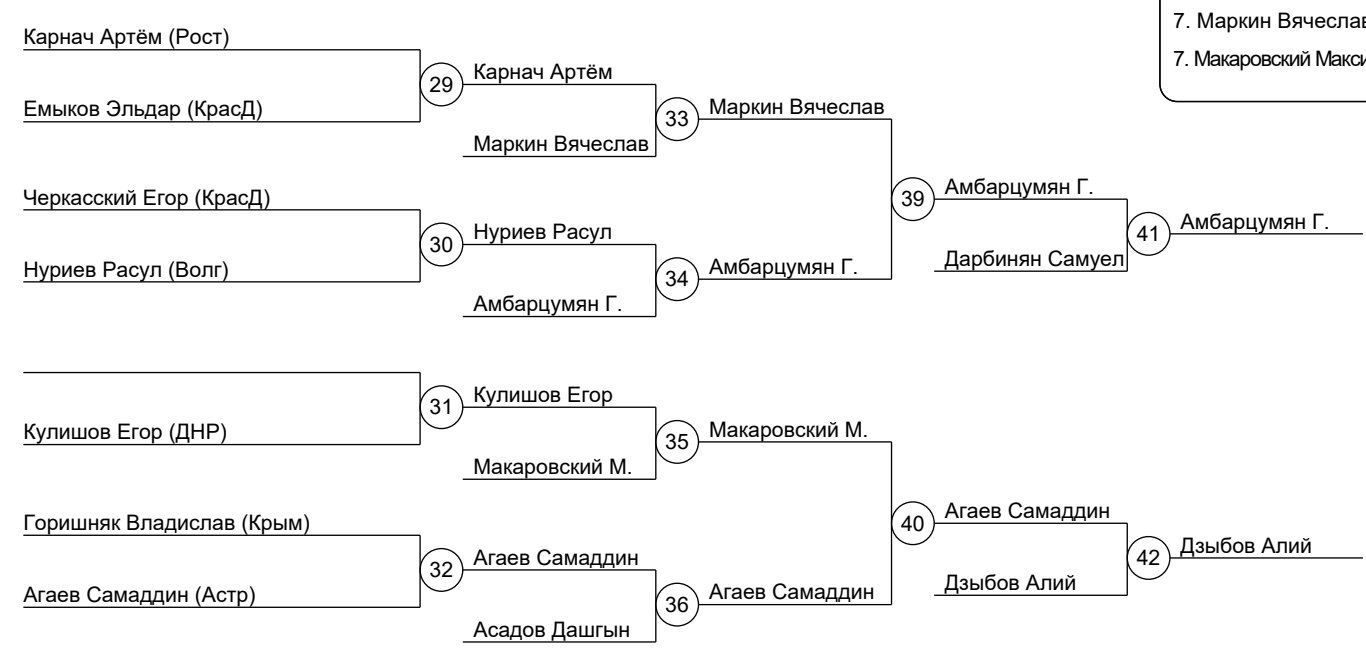 7. Маркин Вячеслав
7. Макаровский
Карнач Артём (Рост)
Емыков Эльдар (КрасД)
29
Карнач Артём
Маркин Вячеслав
33
Маркин Вячеслав
Черкасский Егор (КрасД)
Нуриев Расул (Волг)
30
Нуриев Расул
Амбарцумян Г.
34
Амбарцумян Г.
39
Амбарцумян Г.
Дарбинян Самуел
41
Амбарцумян Г.
Кулишов Егор (ДНР)
31
Кулишов Егор
Макаровский М.
35
Макаровский М.
Горишняк Владислав (Крым)
Агаев Самаддин (Астр)
32
Агаев Самаддин
Асадов Дашгын
36
Агаев Самаддин
40
Агаев Самаддин
Дзыбов Алий
42
Дзыбов Алий